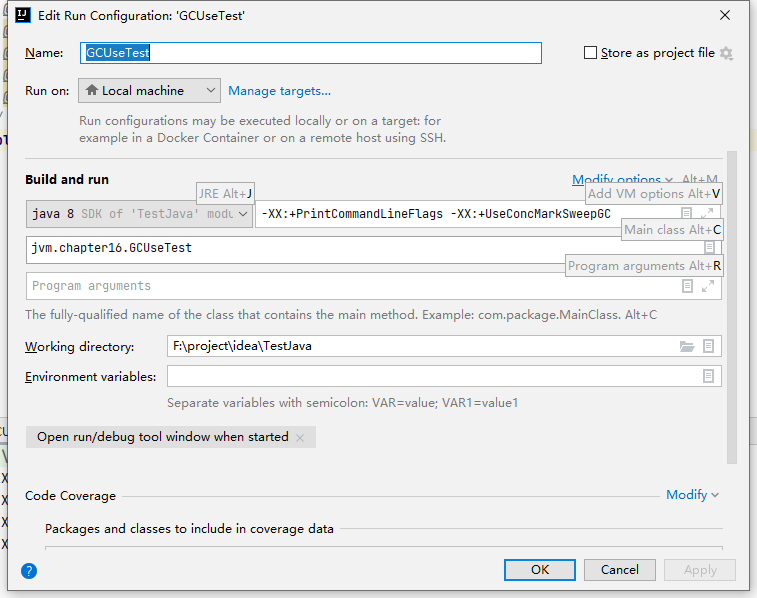 Edit Run Configuration: 'GCUseTest'
Name: GCUseTest Store as project file
Run on: Local machine Manage targets...
Run configurations may be executed locally or on a target: for
example in a Docker Container or on a remote host using SSH.
Build and run Modify options Alt+M
JRE Alt+J Add VM options Alt+V
java 8 SDK of 'TestJava' modu -XX:+PrintCommandLineFlags -XX:+UseConcMarkSweepGC
Main class Alt+C
jvm.chapter16.GCUseTest
Program arguments Alt+R
Program arguments
The fully-qualified name of the class that contains the main method. Example: com.package.MainClass. Alt+C
Working directory: F:\project\idea\TestJava
Environment variables:
Separate variables with semicolon: VAR=value; VAR1=value1
Open run/debug tool window when started
Code Coverage Modify
Packages and classes to include in coverage data
? OK Cancel Apply